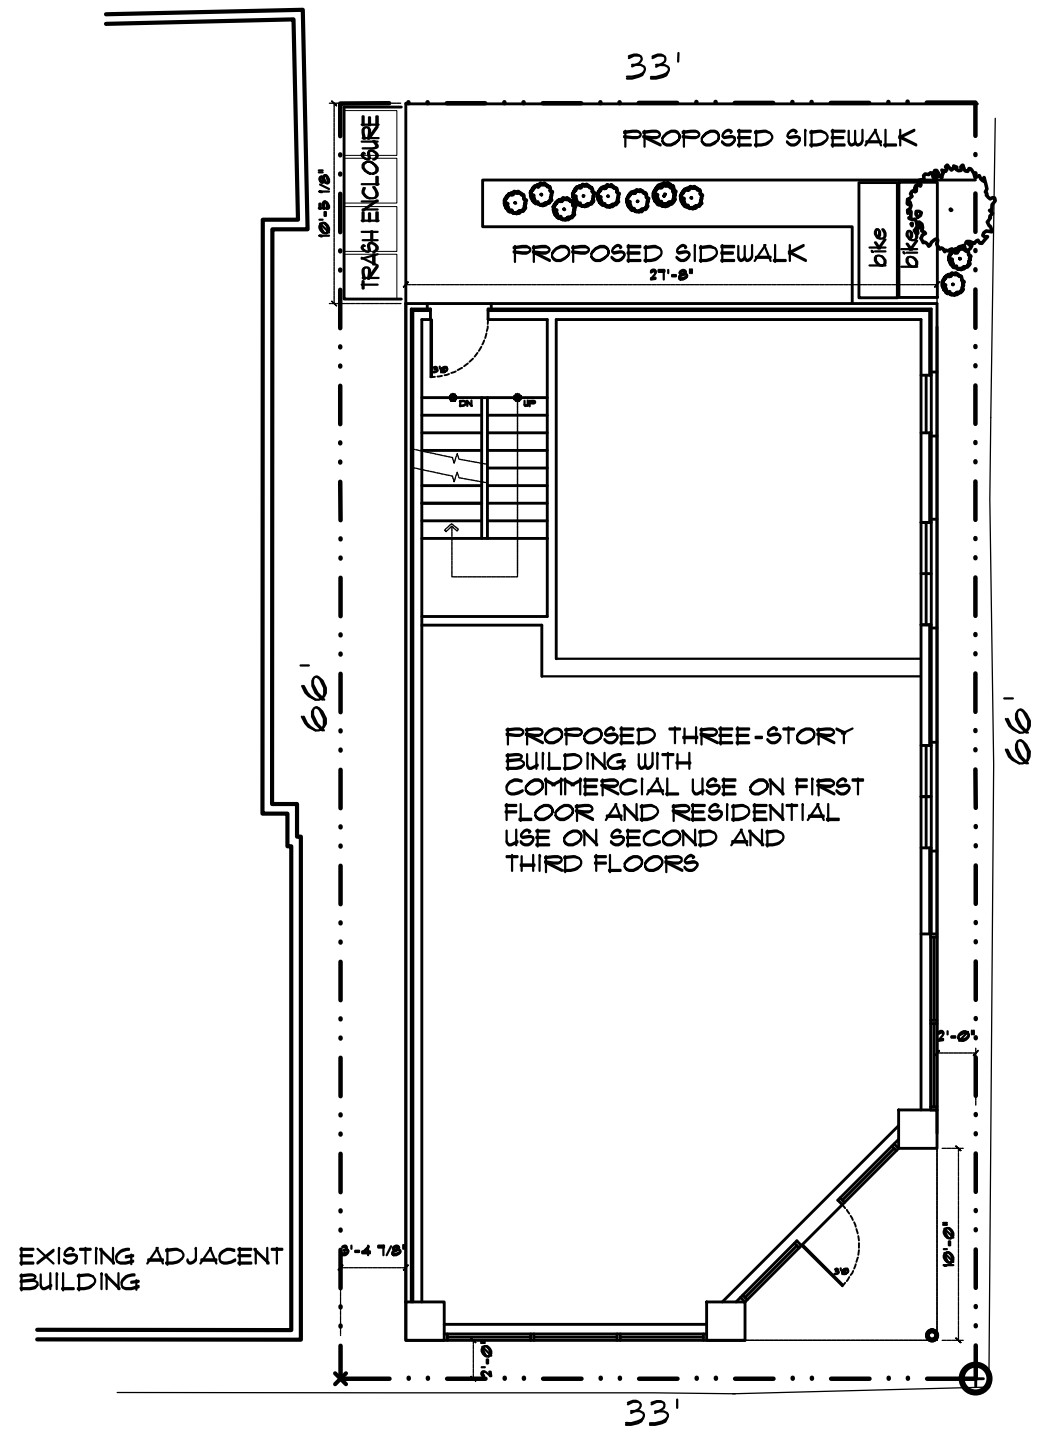 33'
PROPOSED SIDEWALK
TRASH ENCLOSURE
10'-5 1/8"
bike
bike
PROPOSED SIDEWALK
27'-8"
3'0
DN
UP
66'
66'
PROPOSED THREE-STORY
BUILDING WITH
COMMERCIAL USE ON FIRST
FLOOR AND RESIDENTIAL
USE ON SECOND AND
THIRD FLOORS
2'-0"
10'-0"
3'-4 7/8"
EXISTING ADJACENT
BUILDING
3'0
2'-0"
33'